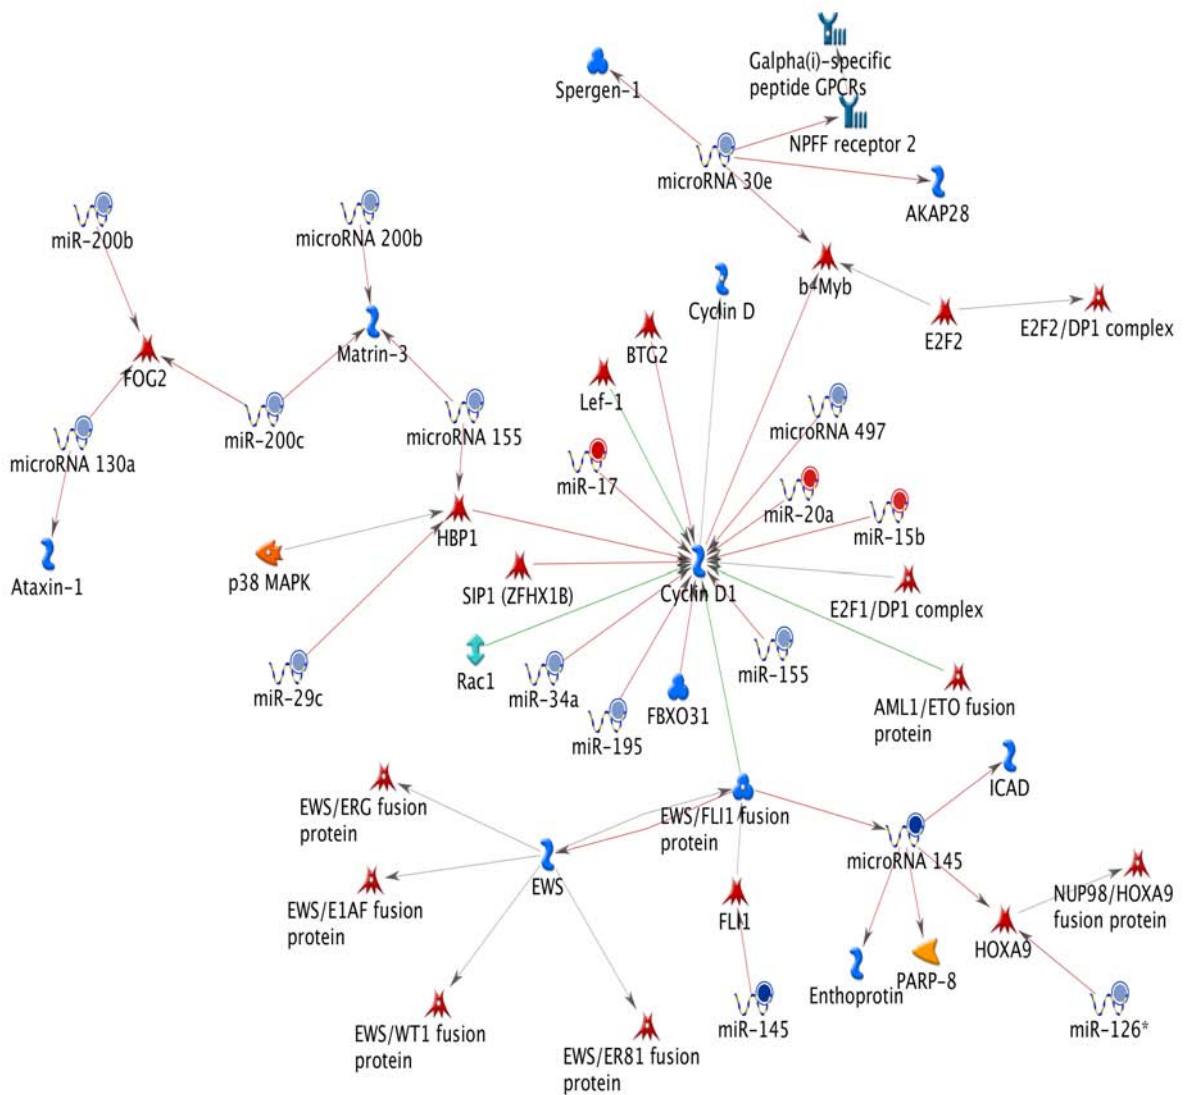 Galpha(i)-specific
peptide GPCRs
Spergen-1
NPFF receptor 2
microRNA 30e
AKAP28
miR-200b
microRNA 200b
b-Myb
Cyclin D
E2F2
E2F2/DP1 complex
Matrin-3
BTG2
FOG2
Lef-1
miR-200c
microRNA 155
microRNA 497
microRNA 130a
miR-17
miR-20a
miR-15b
HBP1
p38 MAPK
Ataxin-1
SIP1 (ZFHX1B)
Cyclin D1
E2F1/DP1 complex
Rac1
miR-29c
miR-34a
miR-155
FBXO31
miR-195
AML1/ETO fusion
protein
ICAD
EWS/ERG fusion
protein
EWS/FLI1 fusion
protein
microRNA 145
EWS
NUP98/HOXA9
fusion protein
EWS/E1AF fusion
protein
FLI1
HOXA9
PARP-8
Enthoprotin
EWS/WT1 fusion
protein
miR-145
miR-126*
EWS/ER81 fusion
protein